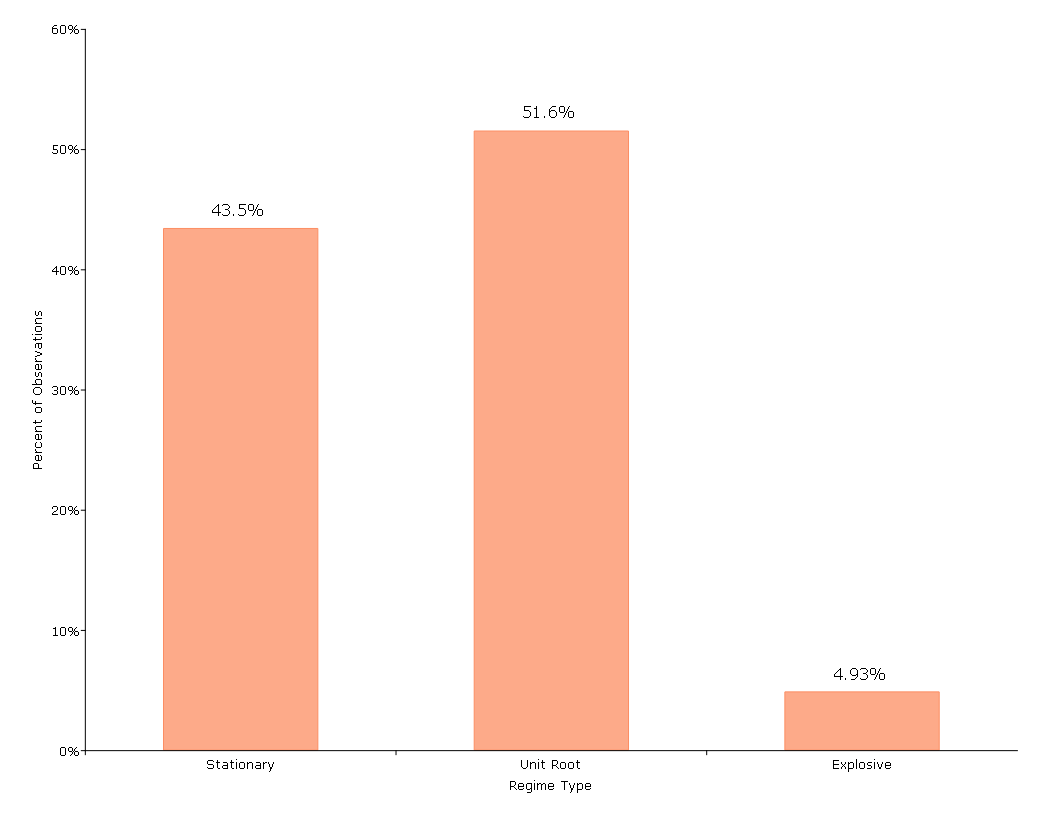 60%
51.6%
50%
43.5%
40%
Percent of Observations
30%
20%
10%
4.93%
0%
Stationary
Unit Root
Explosive
Regime Type